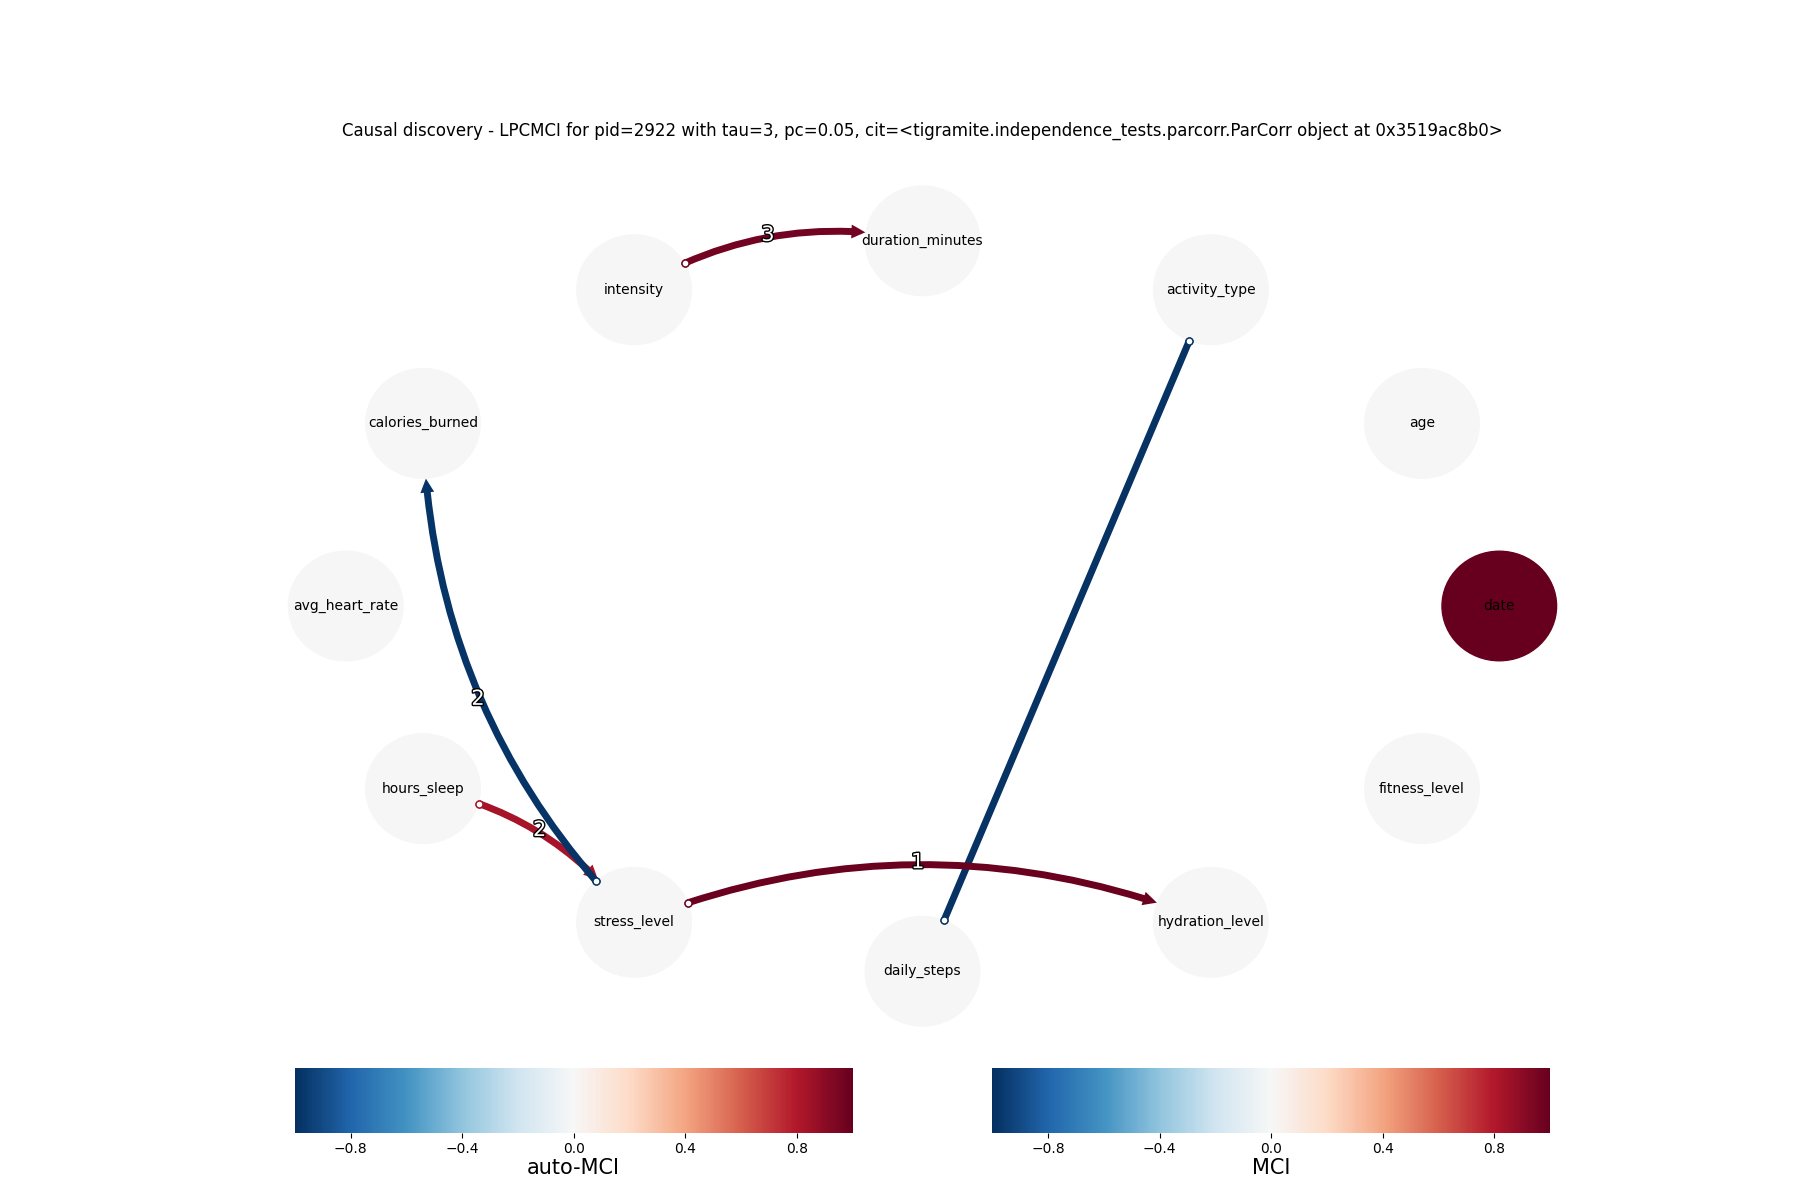 Causal discovery - LPCMCI for pid=2922 with tau=3, pc=0.05, cit=<tigramite.independence_tests.parcorr.ParCorr object at 0x3519ac8b0>
3
duration_minutes
intensity
activity_type
calories_burned
age
avg_heart_rate
date
2
hours_sleep
fitness_level
2
1
stress_level
hydration_level
daily_steps
−0.8 −0.4 0.0 0.4 0.8
auto-MCI
−0.8 −0.4 0.0 0.4 0.8
MCI